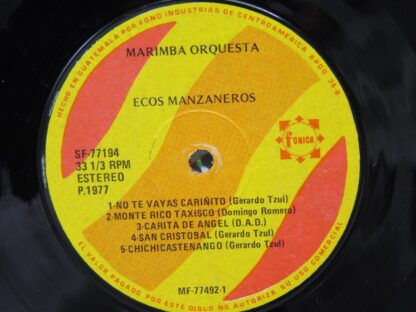 HECHO EN GUATEMALA POR FONO INDUSTRIAS DE CENTROAMERICA APDO. 36 B.
MARIMBA ORQUESTA
ECOS MANZANEROS
fónica
SF-77194
33 1/3 RPM
ESTEREO
P.1977
1-NO TE VAYAS CARIÑITO (Gerardo Tzul)
2-MONTE RICO TAXISCO (Domingo Romero)
3-CARITA DE ANGEL (D.A.D.)
4-SAN CRISTOBAL (Gerardo Tzul)
5-CHICHICASTENANGO (Gerardo Tzul)
EL VALOR PAGADO POR ESTE DISCO NO AUTORIZA SU USO COMERCIAL
MF-77492-1